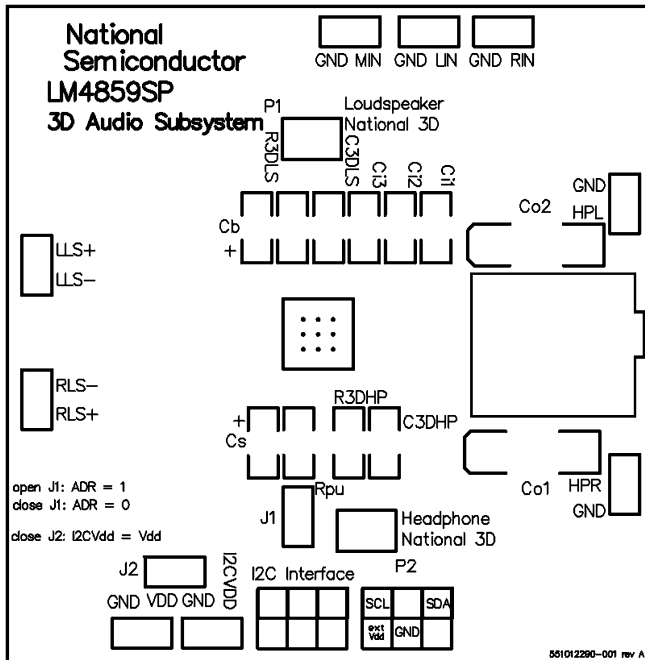 National
Semiconductor
LM4859SP
3D Audio Subsystem
GND MIN
GND LIN
GND RIN
P1
Loudspeaker
National 3D
R3DLS
C3DLS
Ci3
Ci2
Ci1
GND
HPL
Co2
Cb
+
LLS+
LLS-
RLS-
RLS+
R3DHP
C3DHP
+
Cs
Rpu
Co1
HPR
GND
open J1: ADR = 1
close J1: ADR = 0
close J2: I2CVdd = Vdd
J1
Headphone
National 3D
J2
I2CVDD
I2C Interface
P2
GND VDD GND
SCL
SDA
ext
Vdd
GND
551012290-001 rev A